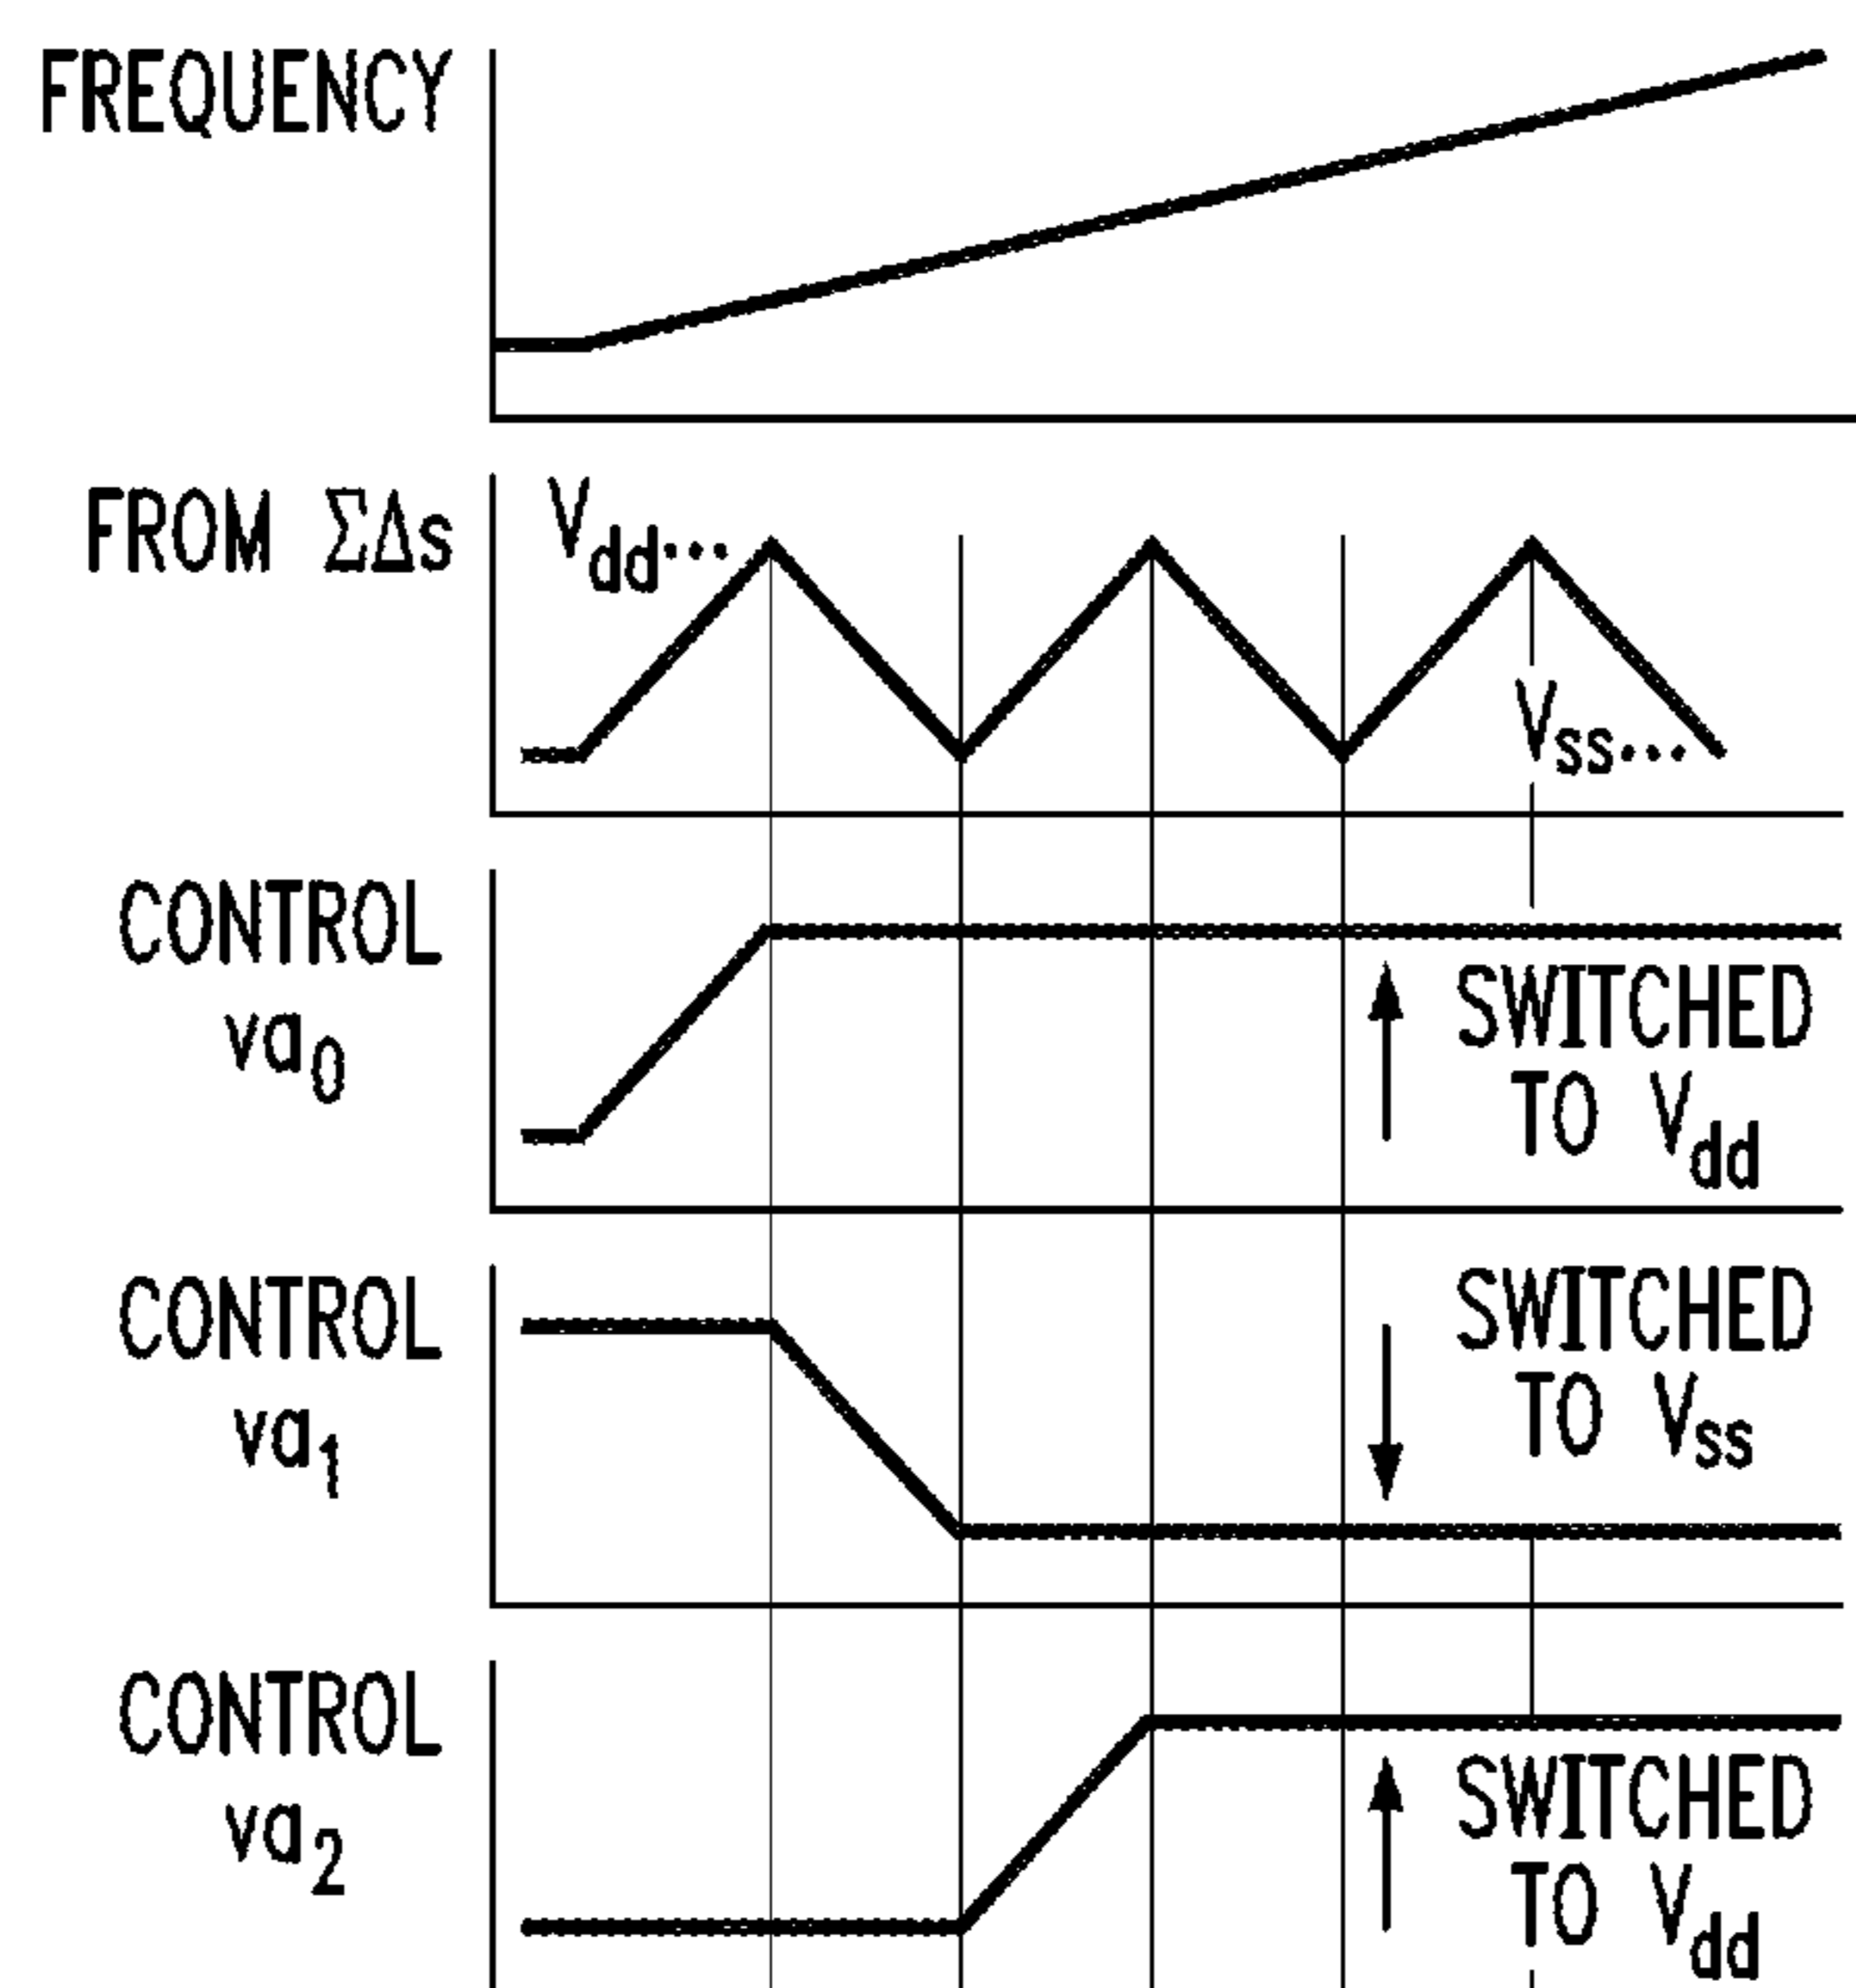 FREQUENCY
FROM ΣΔs
Vdd...
Vss...
CONTROL
va0
SWITCHED
TO Vdd
CONTROL
va1
SWITCHED
TO Vss
CONTROL
va2
SWITCHED
TO Vdd